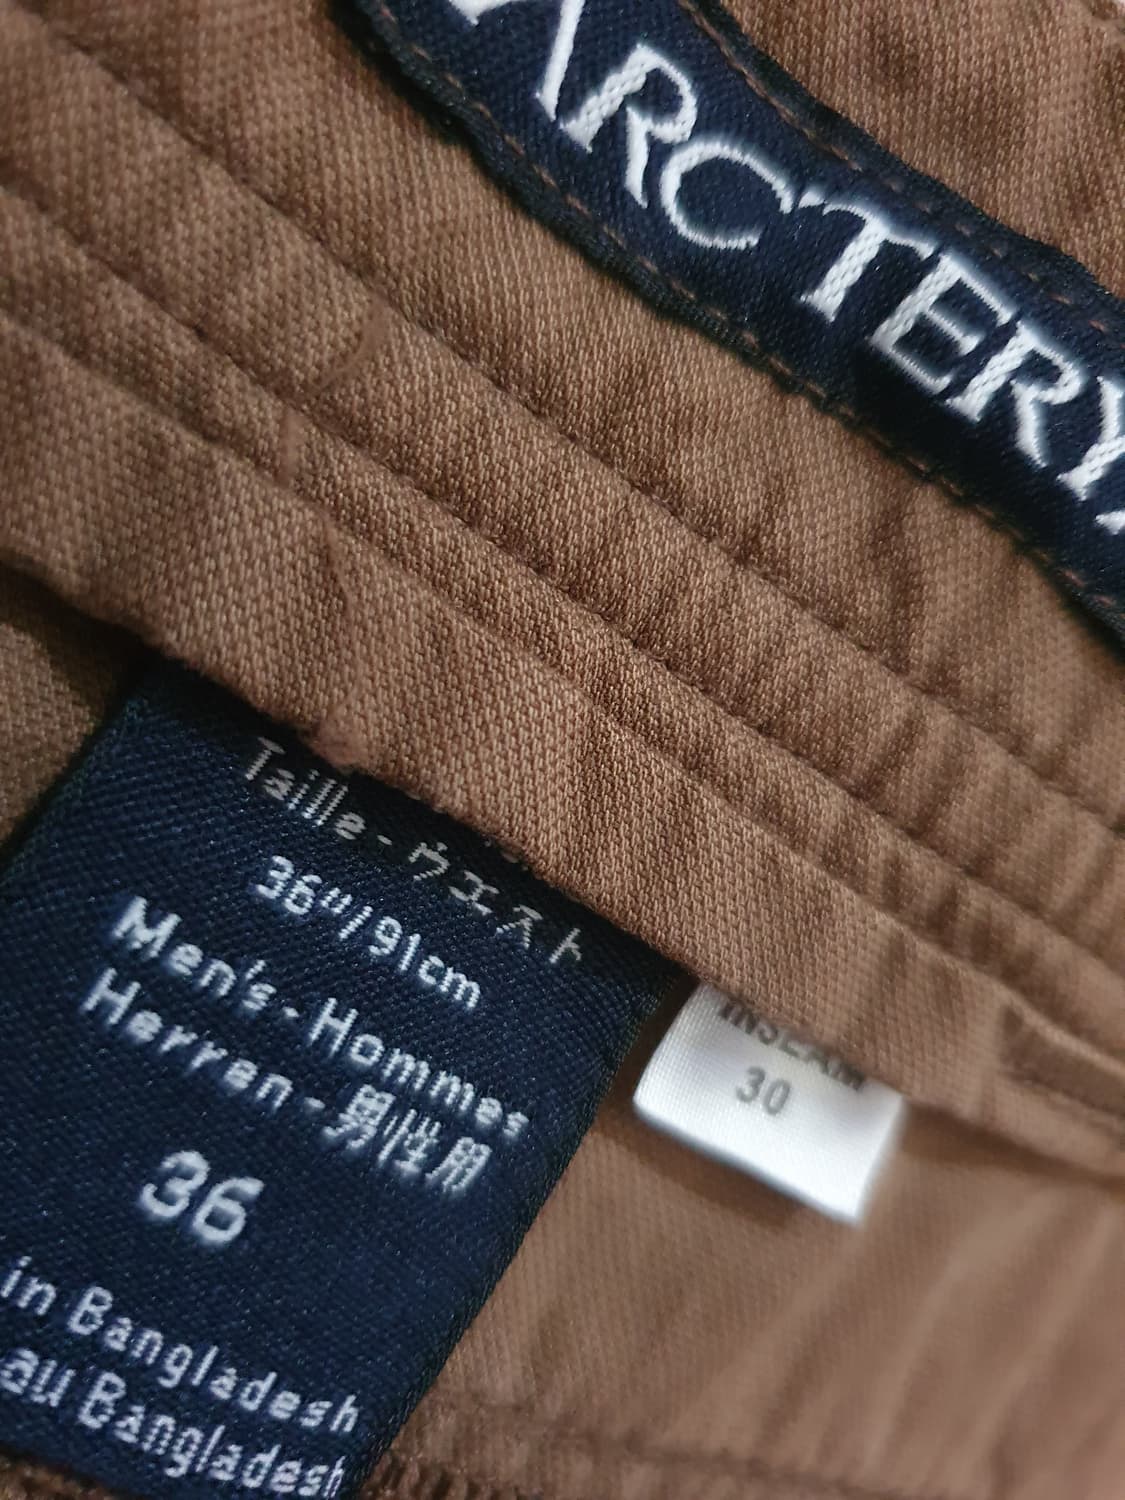 ARC'TERY
Taille - ウエスト
36"/91cm
Men's - Hommes
Herren - 男性用
36
in Bangladesh
au Bangladesh
INSEAM
30